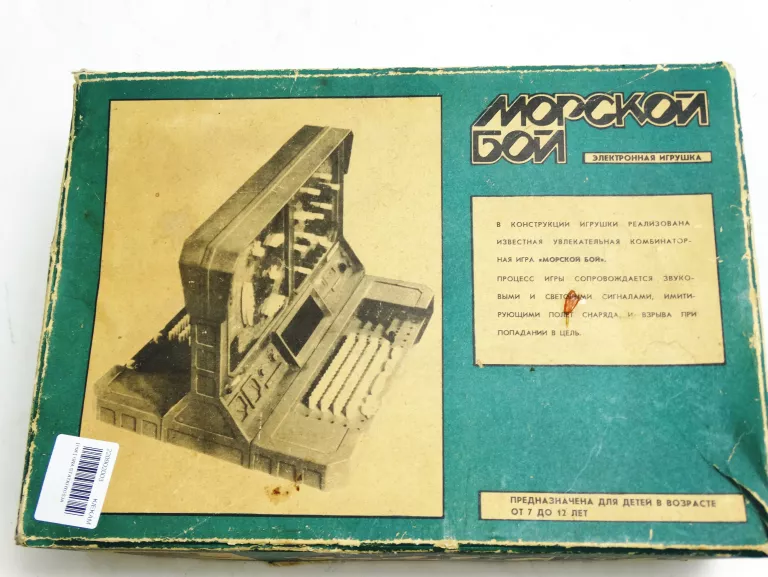 МОРСКОЙ
БОЙ
ЭЛЕКТРОННАЯ ИГРУШКА
В КОНСТРУКЦИИ ИГРУШКИ РЕАЛИЗОВАНА
ИЗВЕСТНАЯ УВЛЕКАТЕЛЬНАЯ КОМБИНАТОР-
НАЯ ИГРА «МОРСКОЙ БОЙ».
ПРОЦЕСС ИГРЫ СОПРОВОЖДАЕТСЯ ЗВУКО-
ВЫМИ И СВЕТОВЫМИ СИГНАЛАМИ, ИМИТИ-
РУЮЩИМИ ПОЛЕТ СНАРЯДА И ВЗРЫВА ПРИ
ПОПАДАНИИ В ЦЕЛЬ.
ПРЕДНАЗНАЧЕНА ДЛЯ ДЕТЕЙ В ВОЗРАСТЕ
ОТ 7 ДО 12 ЛЕТ